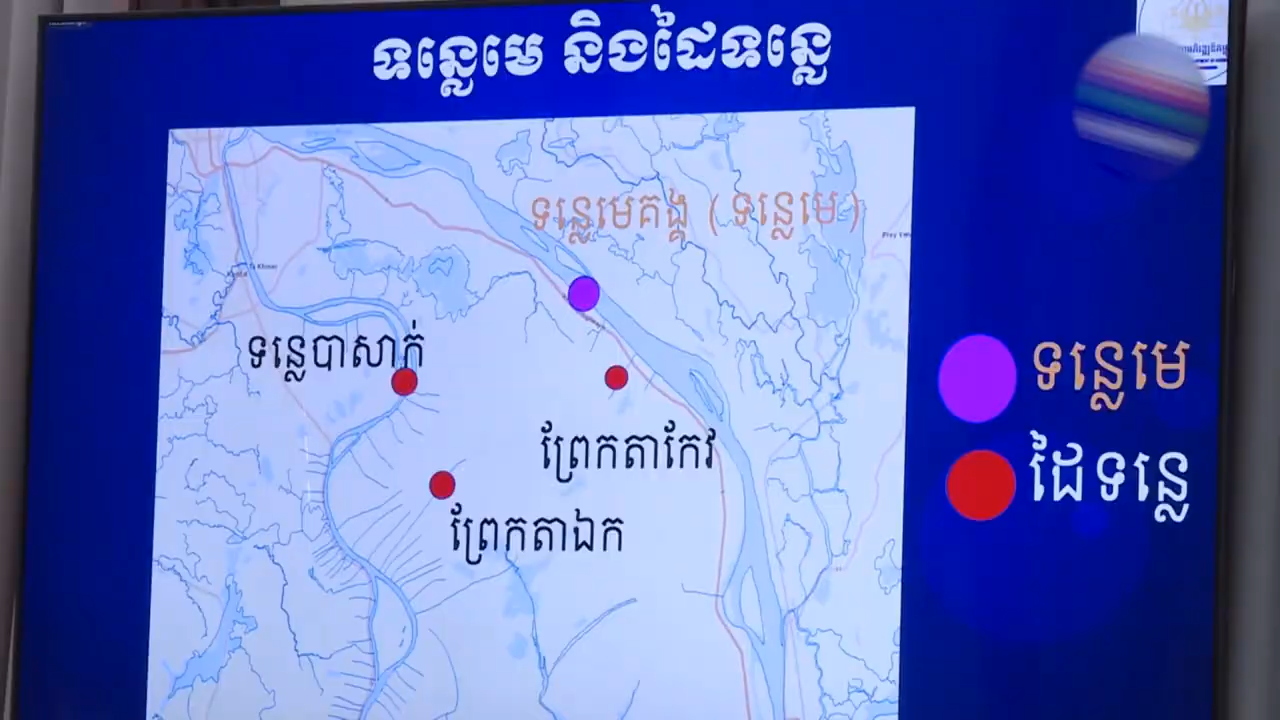 ទន្លេមេ និងដៃទន្លេ
ទន្លេមេគង្គ ( ទន្លេមេ )
ទន្លេបាសាក់
ព្រែកតាកែវ
ព្រែកតាឯក
ទន្លេមេ
ដៃទន្លេ